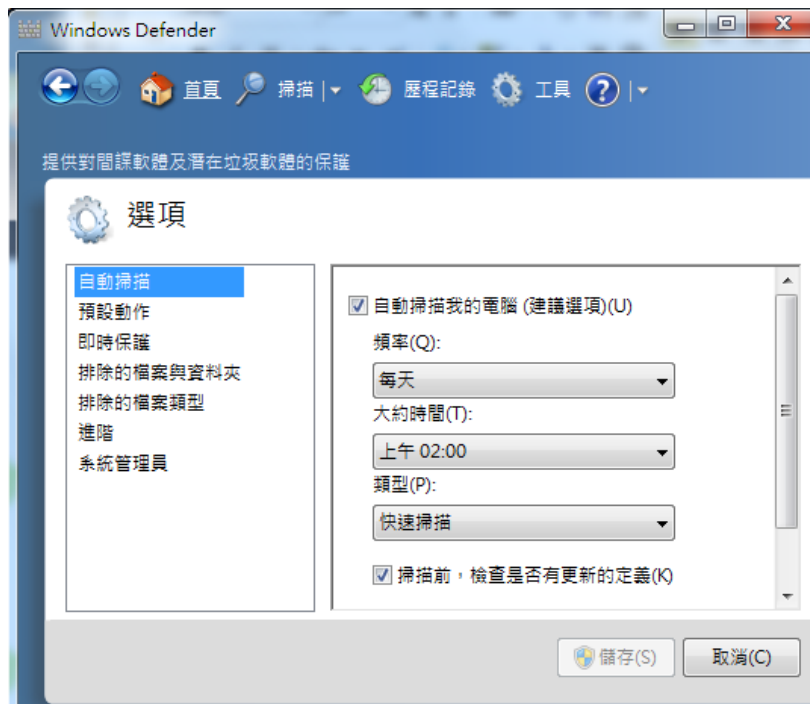 Windows Defender
首頁 掃描 歷程記錄 工具
提供對間諜軟體及潛在垃圾軟體的保護
選項
自動掃描
預設動作
即時保護
排除的檔案與資料夾
排除的檔案類型
進階
系統管理員
自動掃描我的電腦 (建議選項)(U)
頻率(Q):
每天
大約時間(T):
上午 02:00
類型(P):
快速掃描
掃描前，檢查是否有更新的定義(K)
儲存(S) 取消(C)